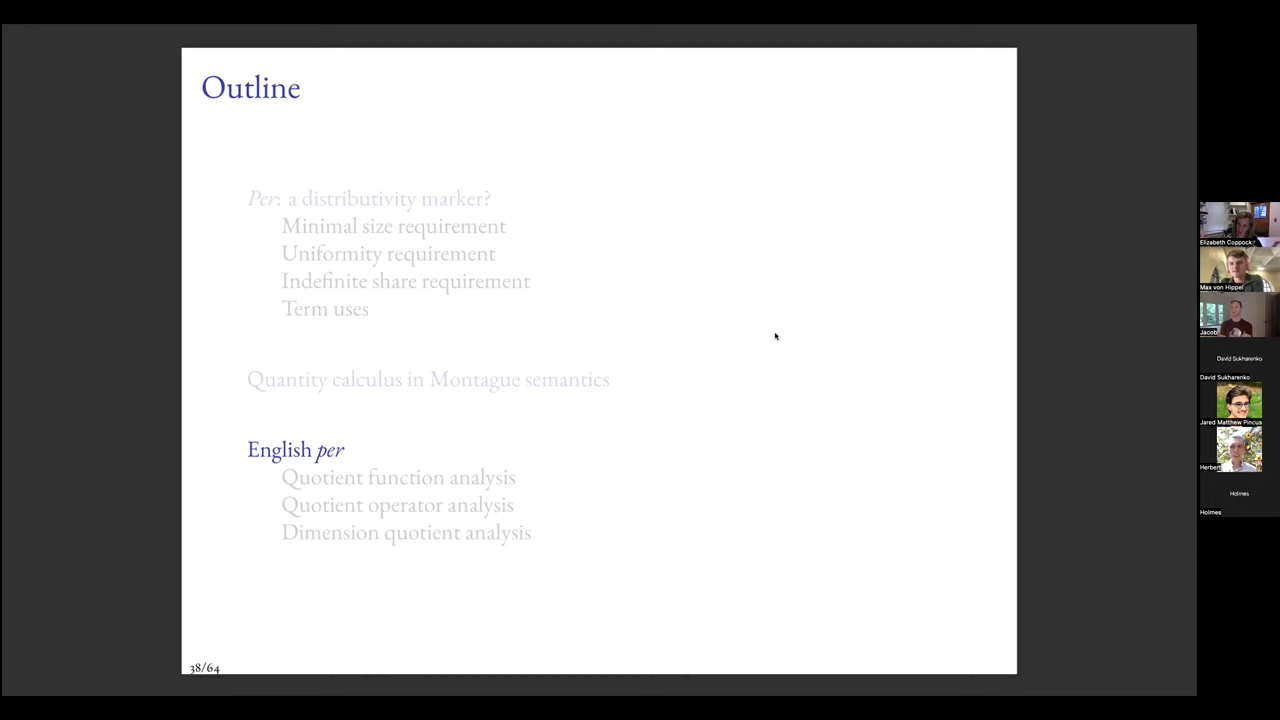 Outline
Per: a distributivity marker?
Minimal size requirement
Uniformity requirement
Indefinite share requirement
Term uses
Quantity calculus in Montague semantics
English per
Quotient function analysis
Quotient operator analysis
Dimension quotient analysis
38/64
Elizabeth Coppock
Max von Hippel
Jacob
David Sukharenko
David Sukharenko
Jared Matthew Pincus
Herbert
Holmes
Holmes